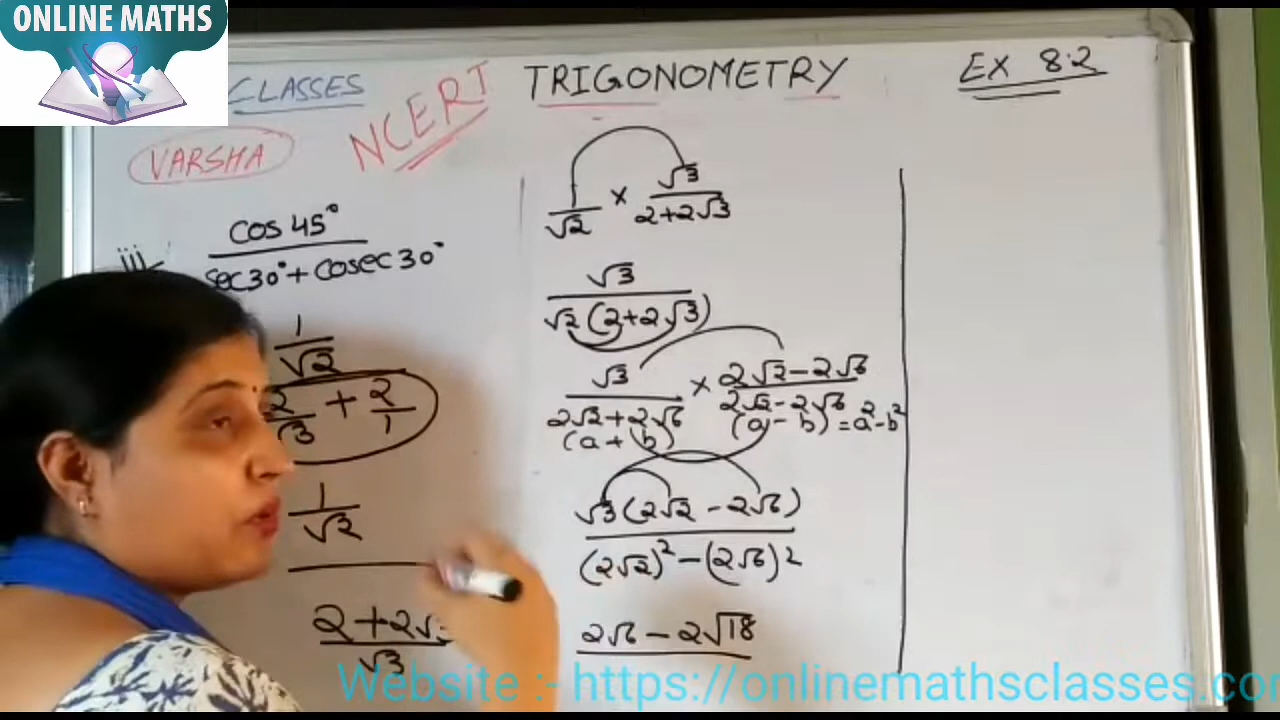 ONLINE MATHS
CLASSES
NCERT
TRIGONOMETRY
EX 8.2
VARSHA
iii
cos 45°
sec 30° + cosec 30°
1
√2
2/√3 + 2/1
1
√2
2+2√3
√3
1/√2 × √3/2+2√3
√3
√2(2+2√3)
√3/2√2+2√6 × 2√2-2√6/2√2-2√6
(a+b) (a-b) = a²-b²
√3(2√2 - 2√6)
(2√2)² - (2√6)²
2√6 - 2√18
Website :- https://onlinemathsclasses.com